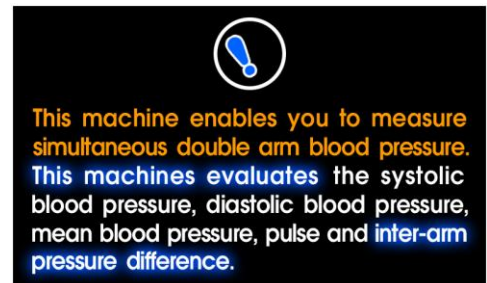 This machine enables you to measure
simultaneous double arm blood pressure.
This machines evaluates the systolic
blood pressure, diastolic blood pressure,
mean blood pressure, pulse and inter-arm
pressure difference.